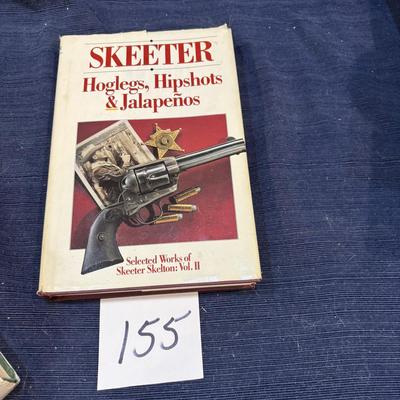 SKEETER
Hoglegs, Hipshots
& Jalapeños
Selected Works of
Skeeter Skelton: Vol. II
155